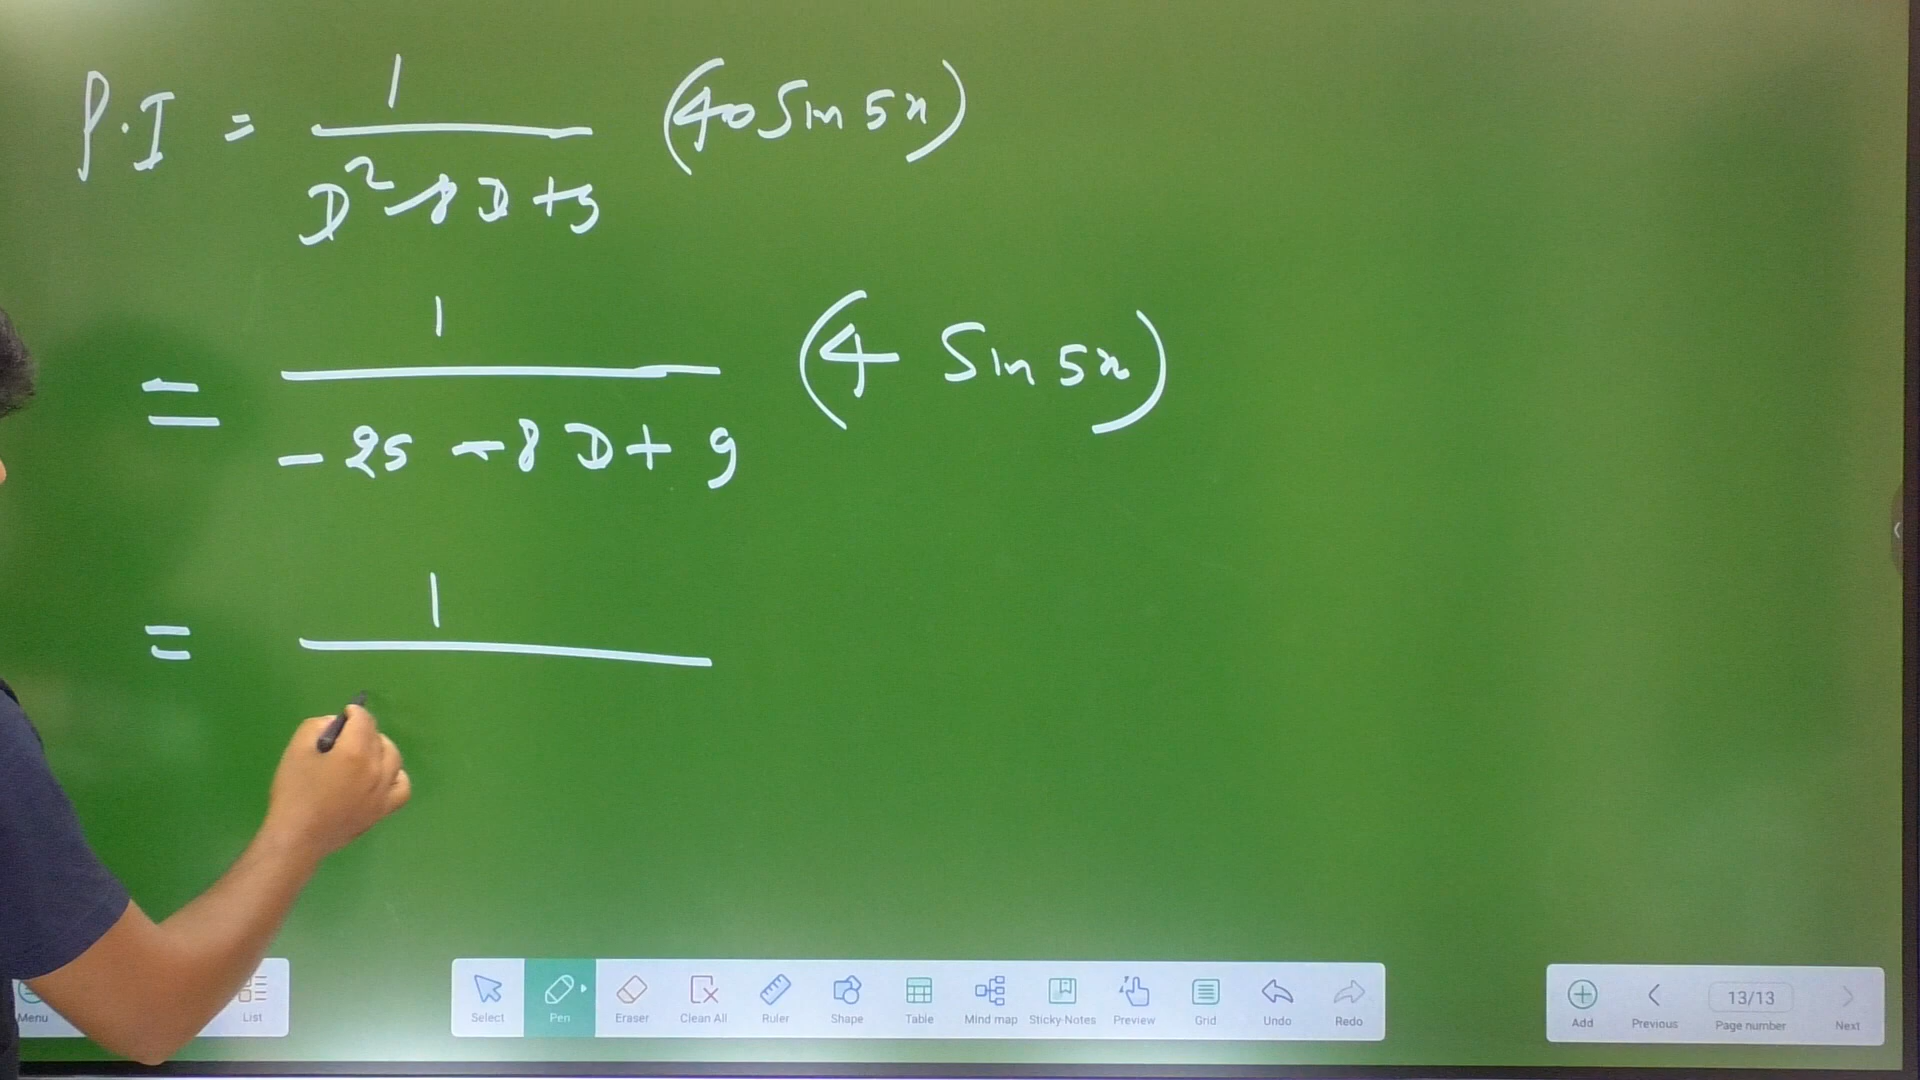 P.I = 1 / (D² - 8D + 9) (40 Sin 5x)
= 1 / (-25 - 8D + 9) (4 Sin 5x)
= 1 /
Menu List Select Pen Eraser Clean All Ruler Shape Table Mind map Sticky Notes Preview Grid Undo Redo Add Previous 13/13 Page number Next